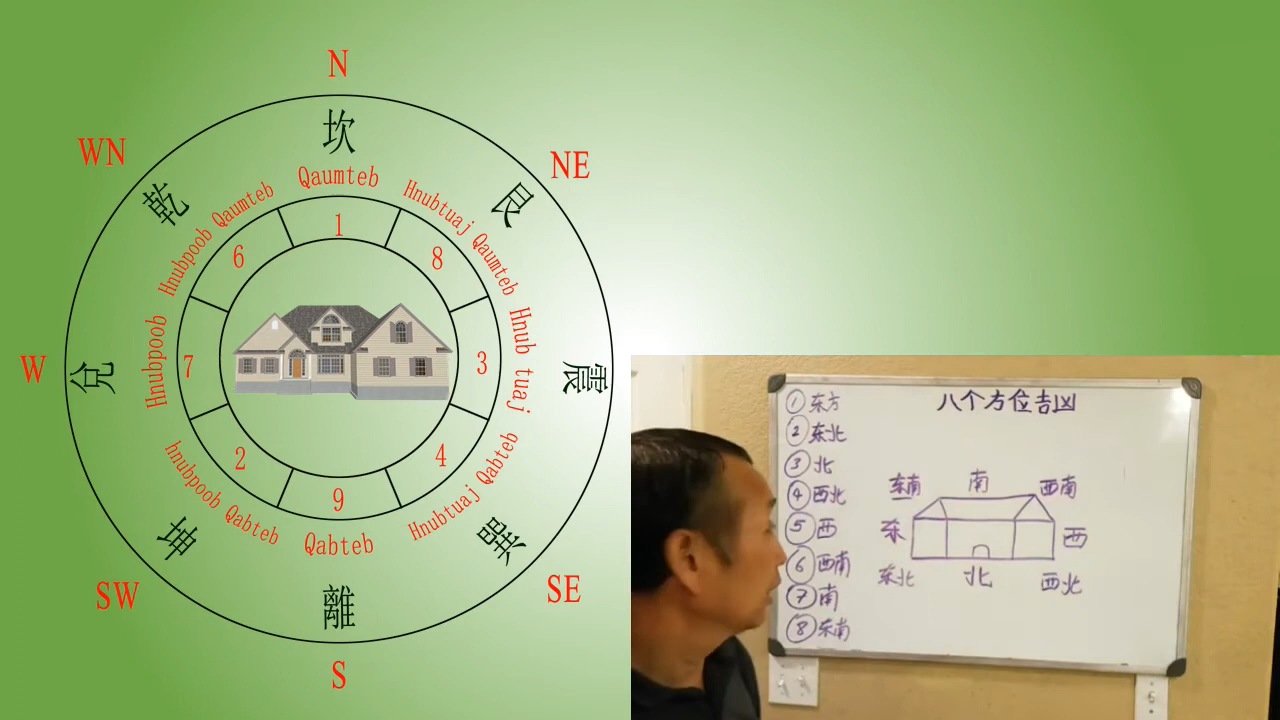 N
WN
NE
坎
乾
艮
Qaumteb
Hnubpoob Qaumteb
Hnubtuaj Qaumteb
1
6
8
W
兌
Hnubpoob
7
3
Hnub tuaj
震
2
4
9
hnubpoob Qabteb
Qabteb
Hnubtuaj Qabteb
巽
離
SW
SE
S
八个方位吉凶
① 东方
② 东北
③ 北
④ 西北
⑤ 西
⑥ 西南
⑦ 南
⑧ 东南
东南 南 西南
东 西
东北 北 西北